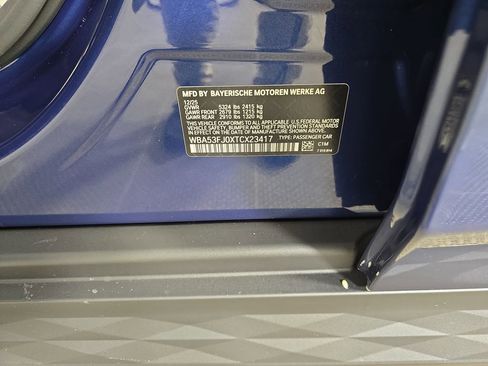 MFD BY BAYERISCHE MOTOREN WERKE AG
12/25
GVWR 5324 lbs 2415 kg
GAWR FRONT 2679 lbs 1215 kg
GAWR REAR 2910 lbs 1320 kg
THIS VEHICLE CONFORMS TO ALL APPLICABLE U.S. FEDERAL MOTOR
VEHICLE SAFETY, BUMPER, AND THEFT PREVENTION STANDARDS IN EFFECT
ON THE DATE OF MANUFACTURE SHOWN ABOVE.
WBA53FJ0XTCX23417 TYPE: PASSENGER CAR
C1M